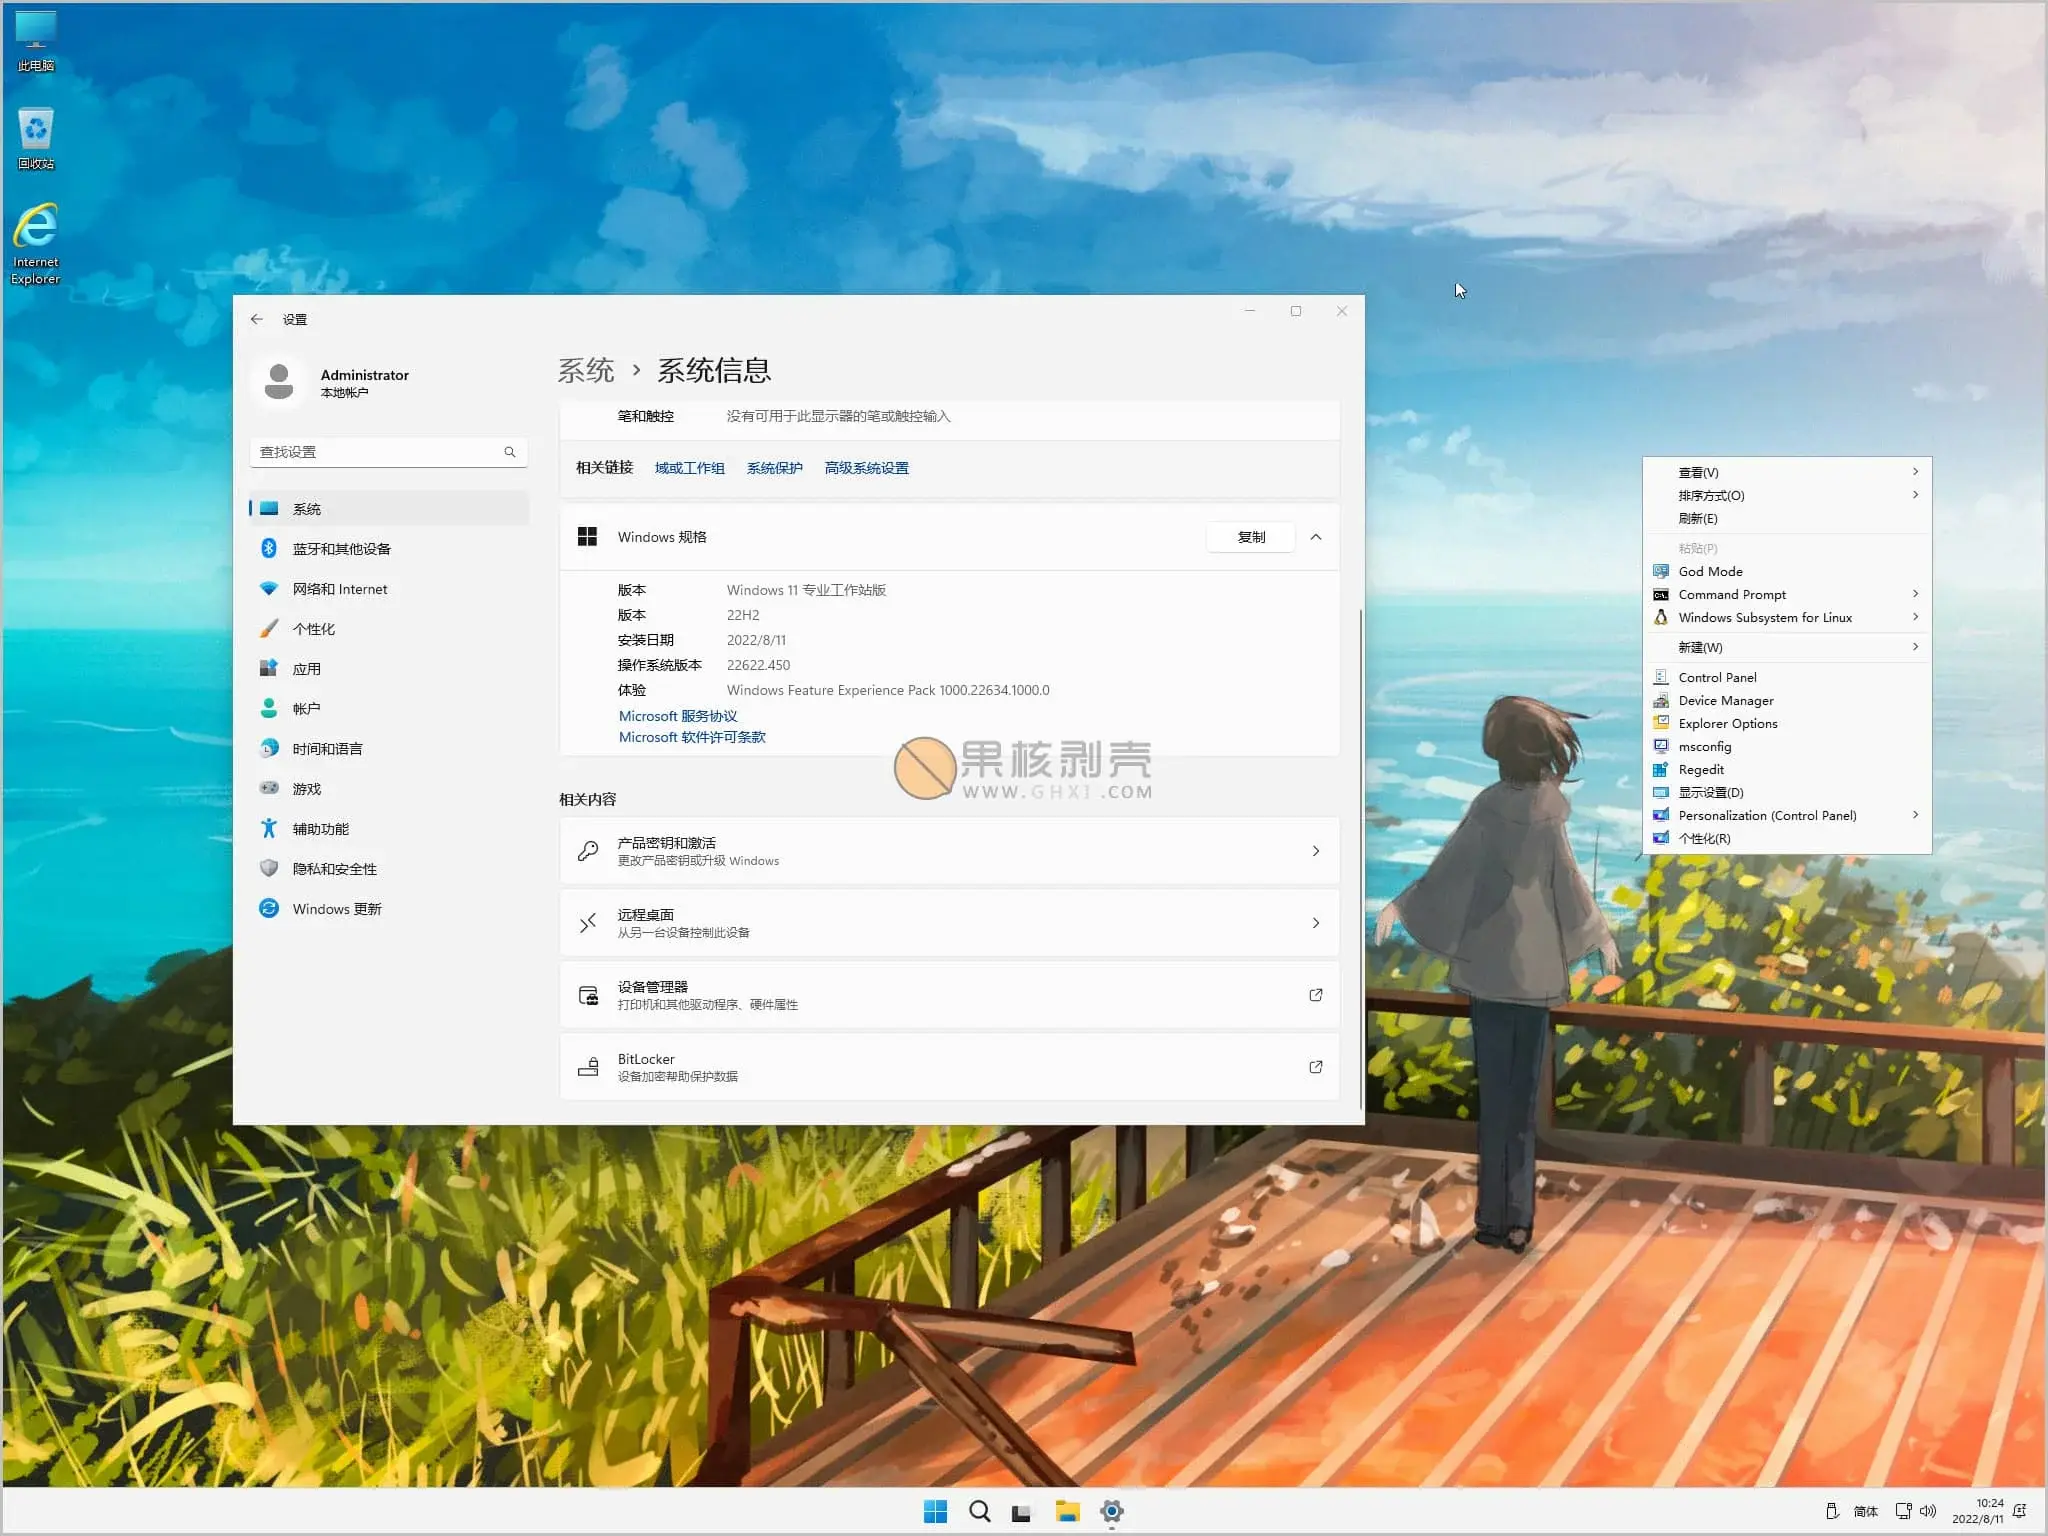 此电脑
回收站
Internet
Explorer
设置
Administrator
本地帐户
查找设置
系统
蓝牙和其他设备
网络和 Internet
个性化
应用
帐户
时间和语言
游戏
辅助功能
隐私和安全性
Windows 更新
系统 › 系统信息
笔和触控 没有可用于此显示器的笔或触控输入
相关链接 域或工作组 系统保护 高级系统设置
Windows 规格 复制
版本 Windows 11 专业工作站版
版本 22H2
安装日期 2022/8/11
操作系统版本 22622.450
体验 Windows Feature Experience Pack 1000.22634.1000.0
Microsoft 服务协议
Microsoft 软件许可条款
果核剥壳
WWW.GHXI.COM
相关内容
产品密钥和激活
更改产品密钥或升级 Windows
远程桌面
从另一台设备控制此设备
设备管理器
打印机和其他驱动程序、硬件属性
BitLocker
设备加密帮助保护数据
查看(V)
排序方式(O)
刷新(E)
粘贴(P)
God Mode
Command Prompt
Windows Subsystem for Linux
新建(W)
Control Panel
Device Manager
Explorer Options
msconfig
Regedit
显示设置(D)
Personalization (Control Panel)
个性化(R)
简体
10:24
2022/8/11